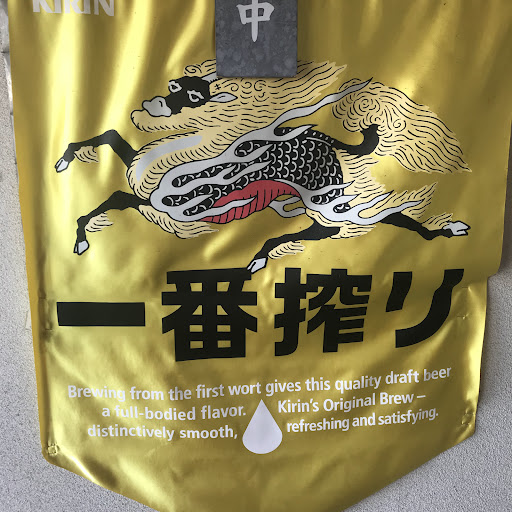 KIRIN
中
一番搾り
Brewing from the first wort gives this quality draft beer
a full-bodied flavor. Kirin's Original Brew –
distinctively smooth, refreshing and satisfying.